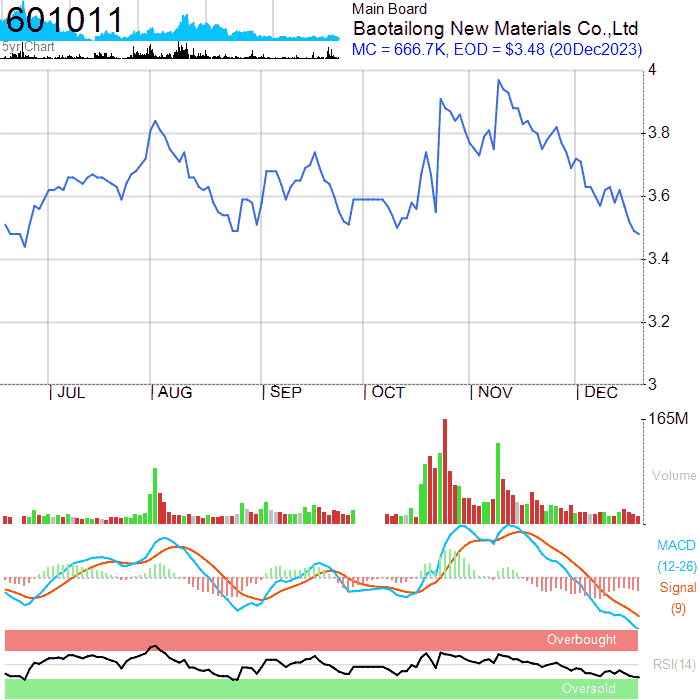 601011
5yr Chart
Main Board
Baotailong New Materials Co.,Ltd
MC = 666.7K, EOD = $3.48 (20Dec2023)
4
3.8
3.6
3.4
3.2
3
JUL AUG SEP OCT NOV DEC
165M
Volume
MACD
(12-26)
Signal
(9)
Overbought
RSI(14)
Oversold